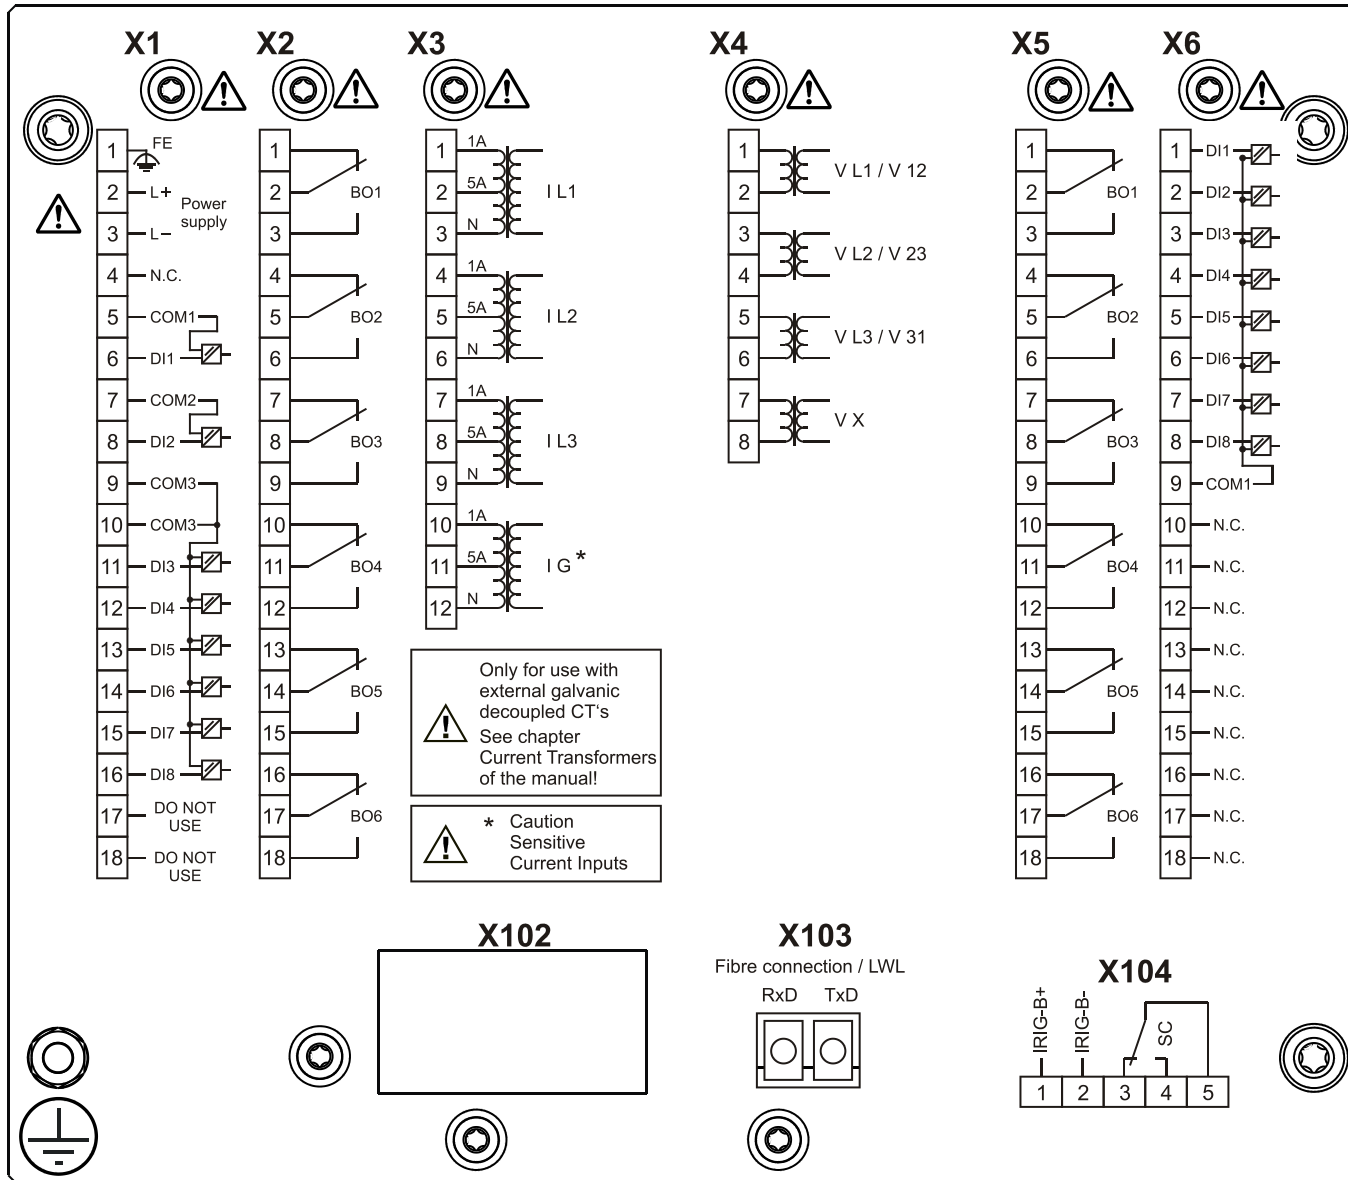 X1
1 FE
2 L+
Power
supply
3 L–
4 N.C.
5 COM1
6 DI1
7 COM2
8 DI2
9 COM3
10 COM3
11 DI3
12 DI4
13 DI5
14 DI6
15 DI7
16 DI8
17 DO NOT
USE
18 DO NOT
USE
X2
1
2 BO1
3
4
5 BO2
6
7
8 BO3
9
10
11 BO4
12
13
14 BO5
15
16
17 BO6
18
X3
1 1A
2 5A I L1
3 N
4 1A
5 5A I L2
6 N
7 1A
8 5A I L3
9 N
10 1A
11 5A I G *
12 N
Only for use with
external galvanic
decoupled CT‘s
See chapter
Current Transformers
of the manual!
* Caution
Sensitive
Current Inputs
X4
1
V L1 / V 12
2
3
V L2 / V 23
4
5
V L3 / V 31
6
7
V X
8
X5
1
2 BO1
3
4
5 BO2
6
7
8 BO3
9
10
11 BO4
12
13
14 BO5
15
16
17 BO6
18
X6
1 DI1
2 DI2
3 DI3
4 DI4
5 DI5
6 DI6
7 DI7
8 DI8
9 COM1
10 N.C.
11 N.C.
12 N.C.
13 N.C.
14 N.C.
15 N.C.
16 N.C.
17 N.C.
18 N.C.
X102
X103
Fibre connection / LWL
RxD TxD
X104
IRIG-B+
IRIG-B-
SC
1 2 3 4 5